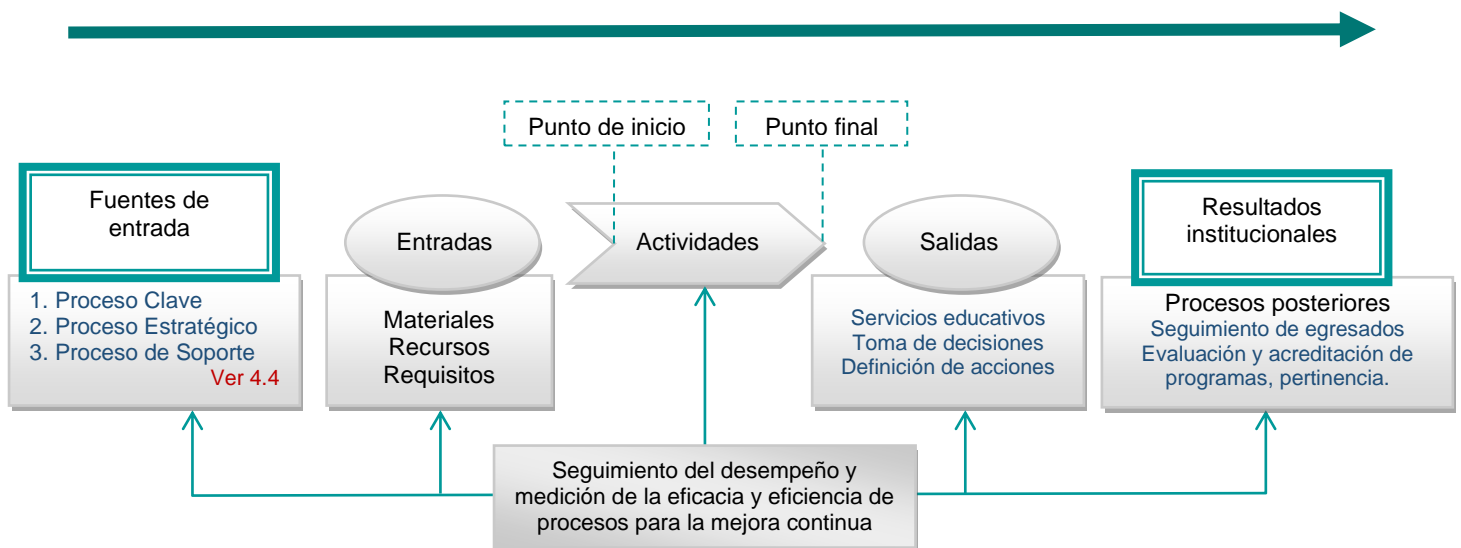 Punto de inicio
Punto final
Fuentes de
entrada
Entradas
Actividades
Salidas
Resultados
institucionales
1. Proceso Clave
2. Proceso Estratégico
3. Proceso de Soporte
Ver 4.4
Materiales
Recursos
Requisitos
Servicios educativos
Toma de decisiones
Definición de acciones
Procesos posteriores
Seguimiento de egresados
Evaluación y acreditación de
programas, pertinencia.
Seguimiento del desempeño y
medición de la eficacia y eficiencia de
procesos para la mejora continua